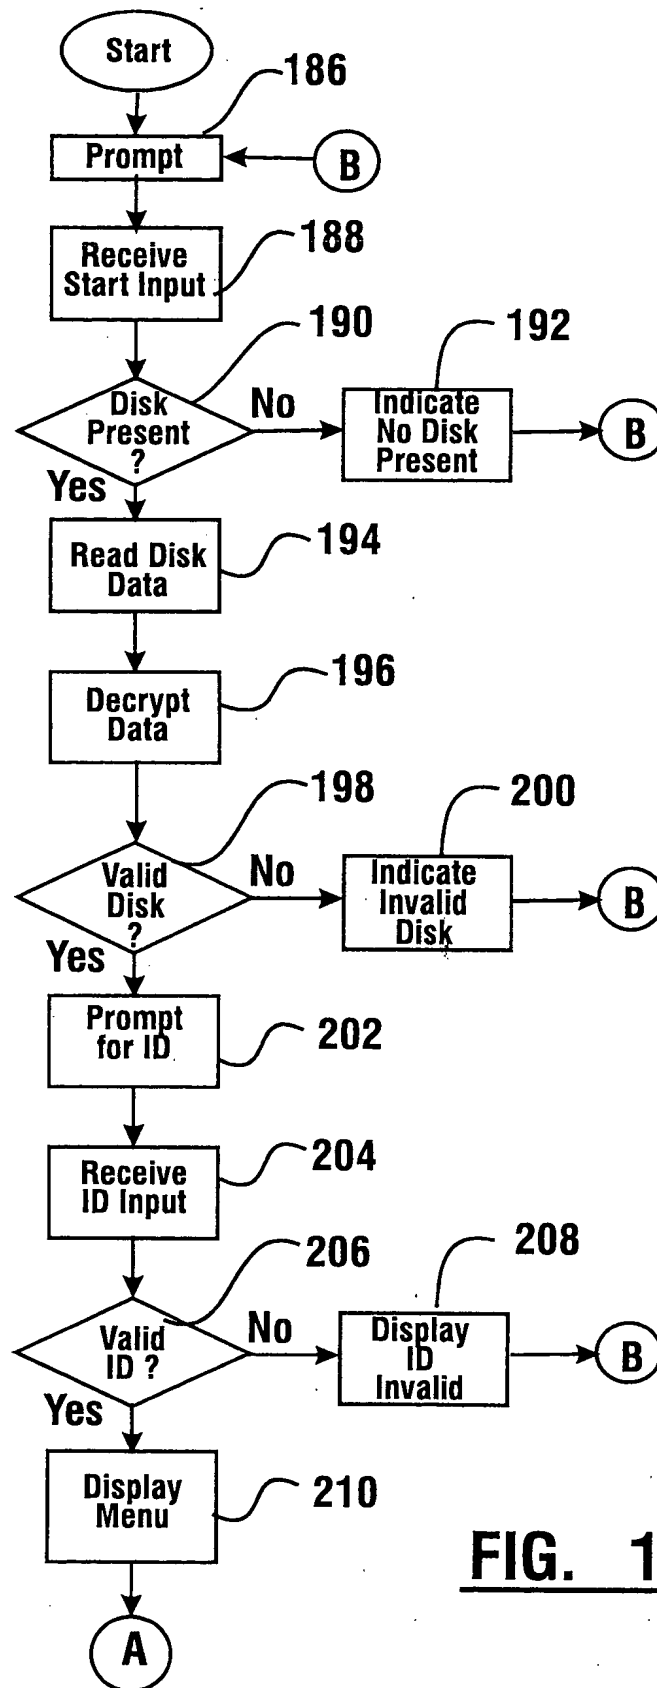 Start
186
Prompt
B
Receive
Start Input
188
190
Disk
Present
?
No
192
Indicate
No Disk
Present
B
Yes
Read Disk
Data
194
Decrypt
Data
196
198
Valid
Disk
?
No
200
Indicate
Invalid
Disk
B
Yes
Prompt
for ID
202
Receive
ID Input
204
206
Valid
ID ?
No
208
Display
ID
Invalid
B
Yes
Display
Menu
210
A
FIG. 1